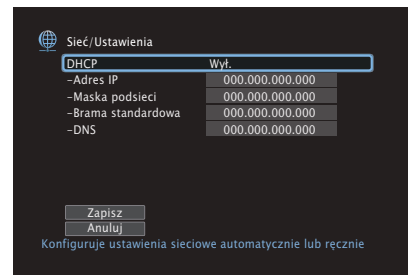 Sieć/Ustawienia
DHCP Wył.
–Adres IP 000.000.000.000
–Maska podsieci 000.000.000.000
–Brama standardowa 000.000.000.000
–DNS 000.000.000.000
Zapisz
Anuluj
Konfiguruje ustawienia sieciowe automatycznie lub ręcznie